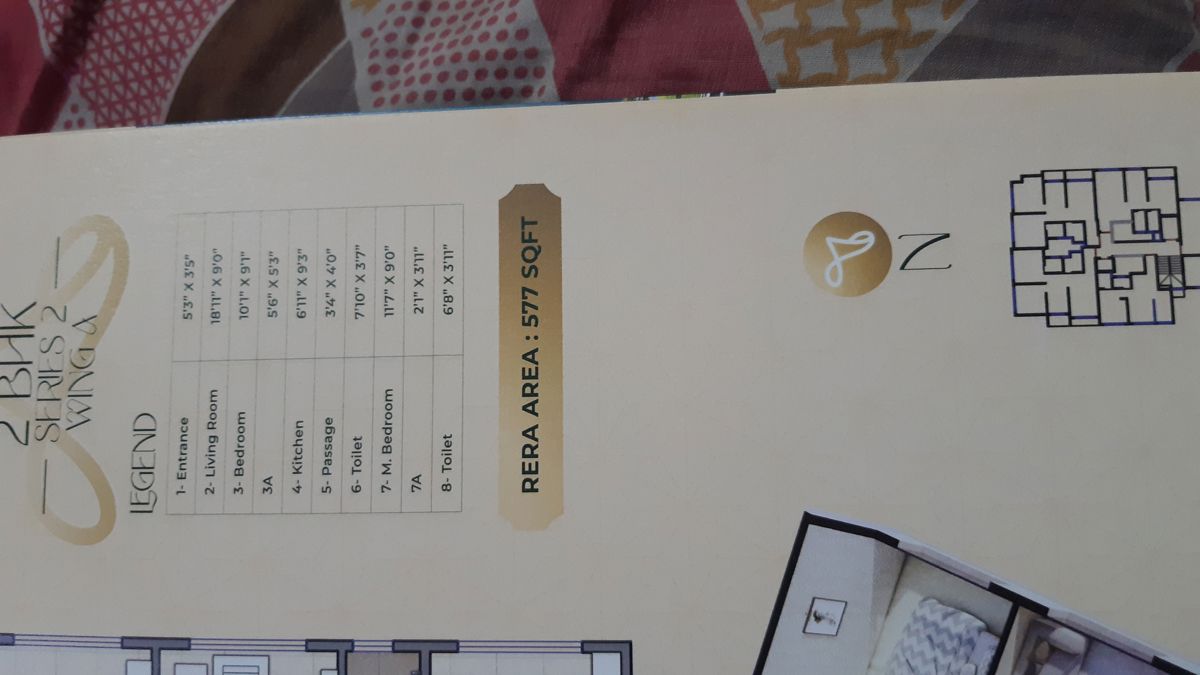 2 BHK
SERIES 2
WING A
LEGEND
1- Entrance 5'3" X 3'5"
2- Living Room 18'11" X 9'0"
3- Bedroom 10'1" X 9'1"
3A 5'6" X 5'3"
4- Kitchen 6'11" X 9'3"
5- Passage 3'4" X 4'0"
6- Toilet 7'10" X 3'7"
7- M. Bedroom 11'7" X 9'0"
7A 2'1" X 3'11"
8- Toilet 6'8" X 3'11"
RERA AREA : 577 SQFT
N